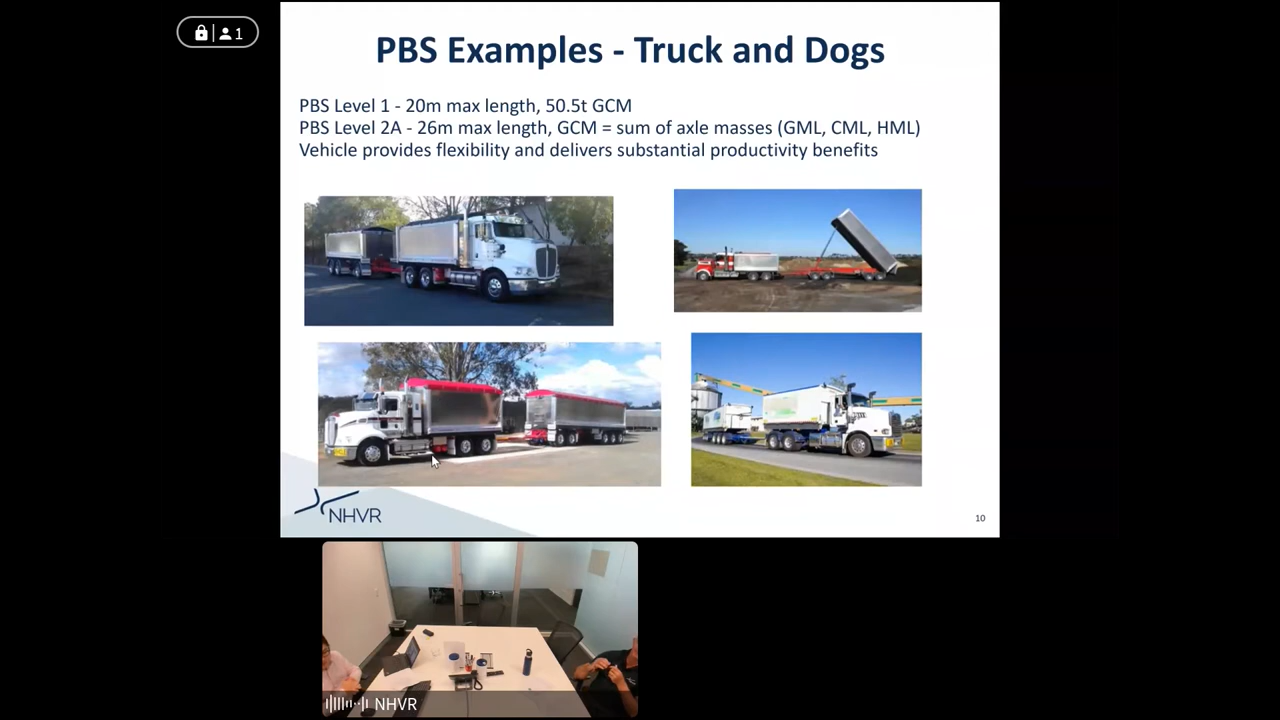 1
PBS Examples - Truck and Dogs
PBS Level 1 - 20m max length, 50.5t GCM
PBS Level 2A - 26m max length, GCM = sum of axle masses (GML, CML, HML)
Vehicle provides flexibility and delivers substantial productivity benefits
NHVR
10
NHVR